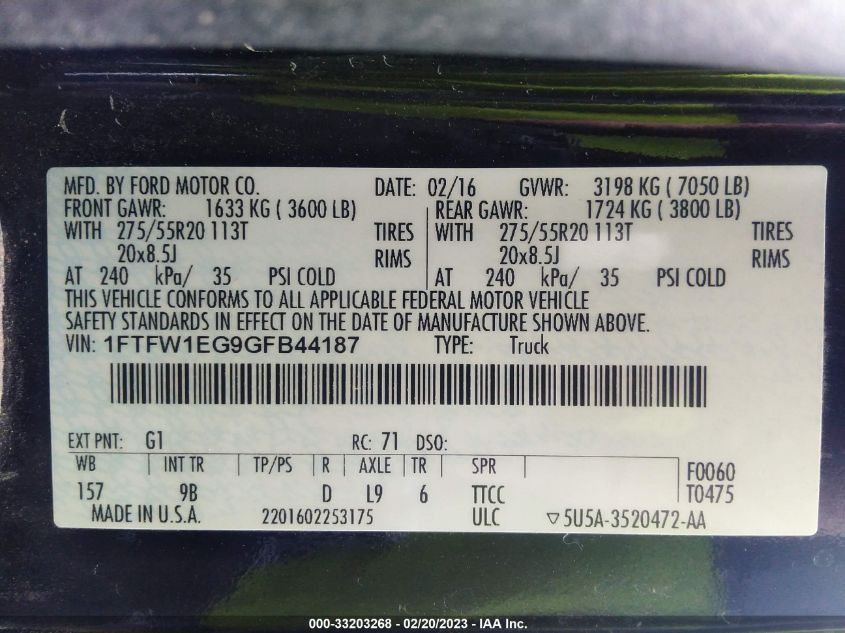 MFD. BY FORD MOTOR CO. DATE: 02/16 GVWR: 3198 KG ( 7050 LB)
FRONT GAWR: 1633 KG ( 3600 LB) REAR GAWR: 1724 KG ( 3800 LB)
WITH 275/55R20 113T TIRES WITH 275/55R20 113T TIRES
20x8.5J RIMS 20x8.5J RIMS
AT 240 kPa/ 35 PSI COLD AT 240 kPa/ 35 PSI COLD
THIS VEHICLE CONFORMS TO ALL APPLICABLE FEDERAL MOTOR VEHICLE
SAFETY STANDARDS IN EFFECT ON THE DATE OF MANUFACTURE SHOWN ABOVE.
VIN: 1FTFW1EG9GFB44187 TYPE: Truck
EXT PNT: G1 RC: 71 DSO:
WB INT TR TP/PS R AXLE TR SPR F0060
157 9B D L9 6 TTCC T0475
MADE IN U.S.A. 2201602253175 ULC ▽5U5A-3520472-AA
000-33203268 - 02/20/2023 - IAA Inc.